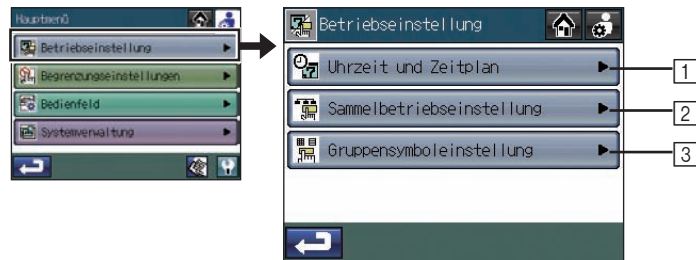 Hauptmenü
Betriebseinstellung
Begrenzungseinstellungen
Bedienfeld
Systemverwaltung
Betriebseinstellung
Uhrzeit und Zeitplan
Sammelbetriebseinstellung
Gruppensymboleinstellung
1
2
3